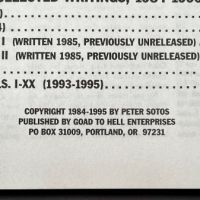 I (WRITTEN 1985, PREVIOUSLY UNRELEASED)
II (WRITTEN 1985, PREVIOUSLY UNRELEASED)
S. I-XX (1993-1995)
COPYRIGHT 1984-1995 BY PETER SOTOS
PUBLISHED BY GOAD TO HELL ENTERPRISES
PO BOX 31009, PORTLAND, OR 97231